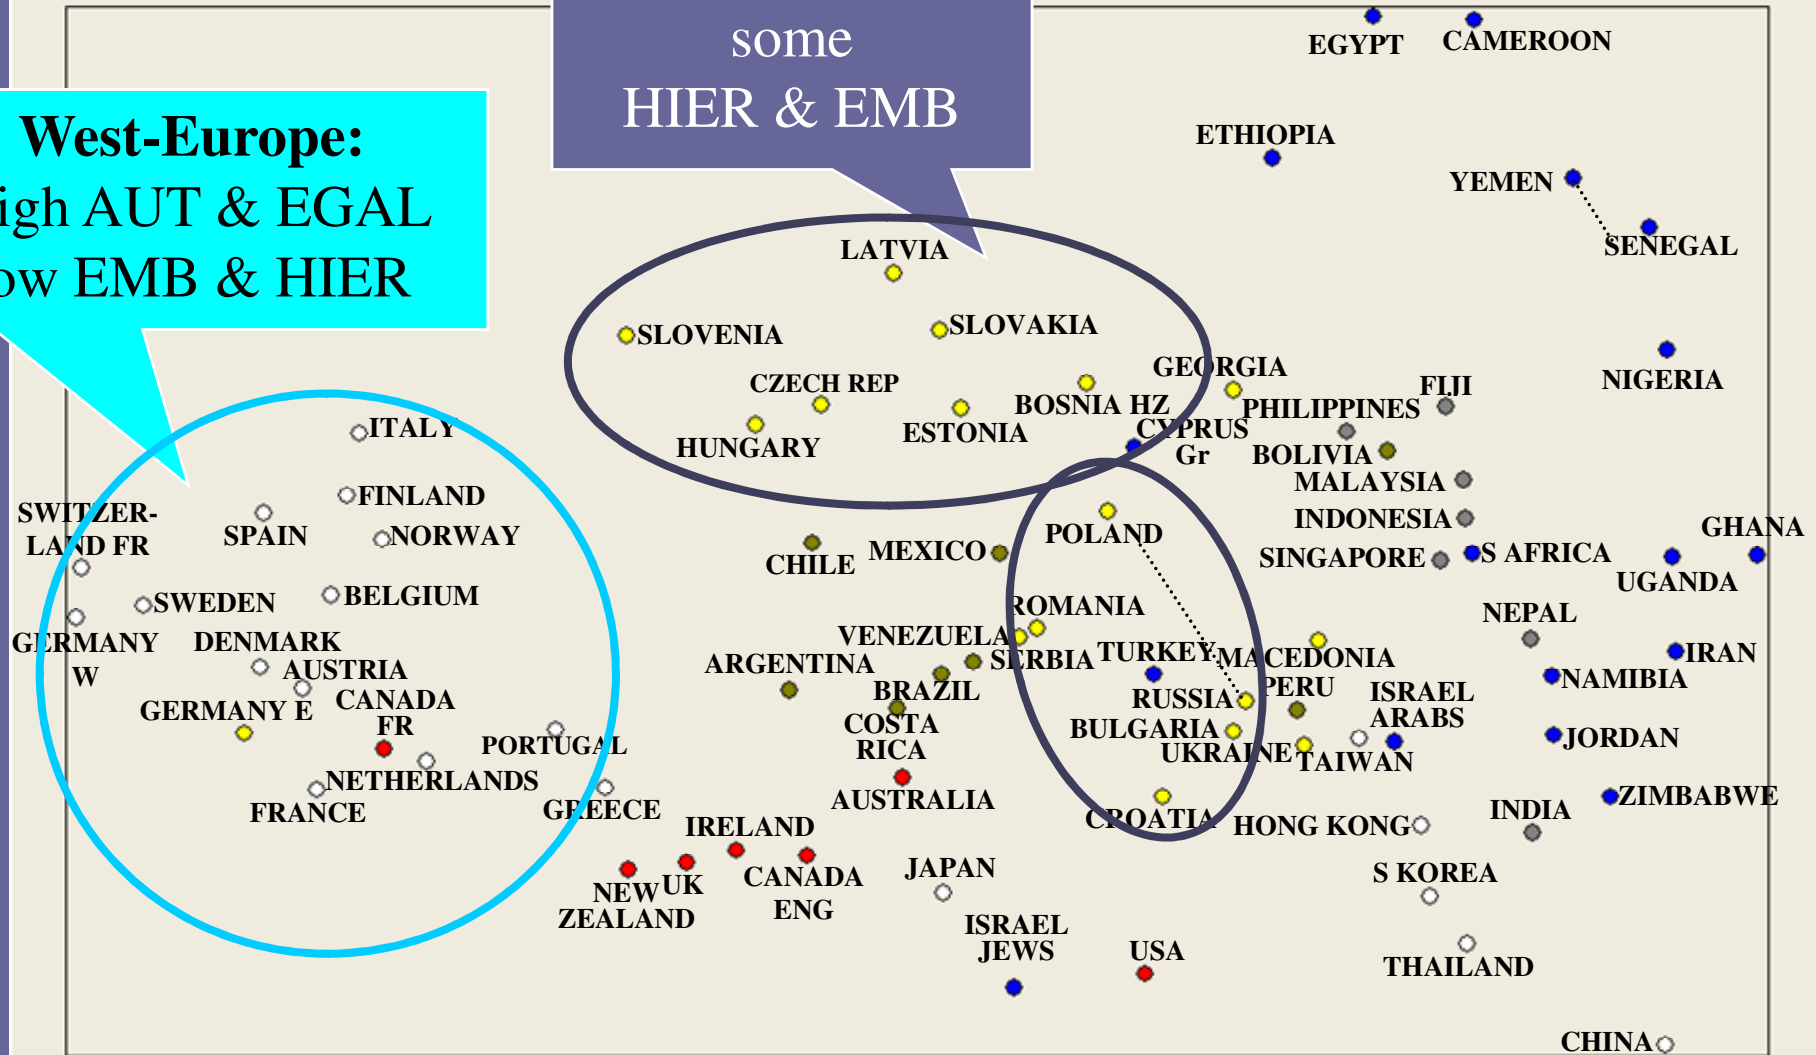 some
HIER & EMB
West-Europe:
igh AUT & EGAL
ow EMB & HIER
EGYPT
CAMEROON
ETHIOPIA
YEMEN
SENEGAL
LATVIA
SLOVENIA
SLOVAKIA
GEORGIA
NIGERIA
CZECH REP
FIJI
BOSNIA HZ
PHILIPPINES
HUNGARY
ESTONIA
CYPRUS
Gr
BOLIVIA
ITALY
MALAYSIA
FINLAND
SWITZER-
LAND FR
SPAIN
NORWAY
POLAND
INDONESIA
GHANA
CHILE
MEXICO
SINGAPORE
S AFRICA
UGANDA
SWEDEN
BELGIUM
ROMANIA
NEPAL
GERMANY
W
DENMARK
VENEZUELA
SERBIA
TURKEY
MACEDONIA
IRAN
AUSTRIA
ARGENTINA
BRAZIL
RUSSIA
PERU
ISRAEL
ARABS
NAMIBIA
GERMANY E
CANADA
FR
COSTA
RICA
BULGARIA
UKRAINE
TAIWAN
JORDAN
PORTUGAL
NETHERLANDS
FRANCE
GREECE
AUSTRALIA
CROATIA
HONG KONG
INDIA
ZIMBABWE
IRELAND
NEW
ZEALAND
UK
CANADA
ENG
JAPAN
S KOREA
ISRAEL
JEWS
USA
THAILAND
CHINA